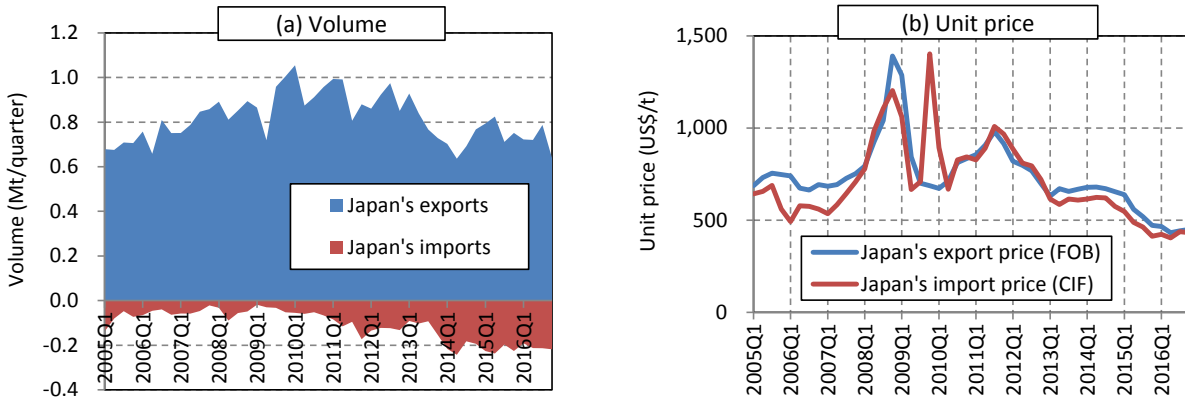 (a) Volume
Volume (Mt/quarter)
1.2
1.0
0.8
0.6
0.4
0.2
0.0
-0.2
-0.4
Japan's exports
Japan's imports
2005Q1
2006Q1
2007Q1
2008Q1
2009Q1
2010Q1
2011Q1
2012Q1
2013Q1
2014Q1
2015Q1
2016Q1
(b) Unit price
Unit price (US$/t)
1,500
1,000
500
0
Japan's export price (FOB)
Japan's import price (CIF)
2005Q1
2006Q1
2007Q1
2008Q1
2009Q1
2010Q1
2011Q1
2012Q1
2013Q1
2014Q1
2015Q1
2016Q1